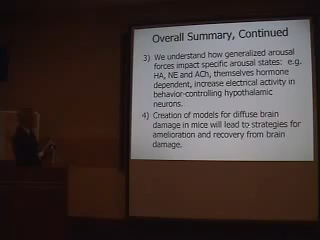 Overall Summary, Continued
3) We understand how generalized arousal
forces impact specific arousal states: e.g.
HA, NE and ACh, themselves hormone
dependent, increase electrical activity in
behavior-controlling hypothalamic
neurons.
4) Creation of models for diffuse brain
damage in mice will lead to strategies for
amelioration and recovery from brain
damage.